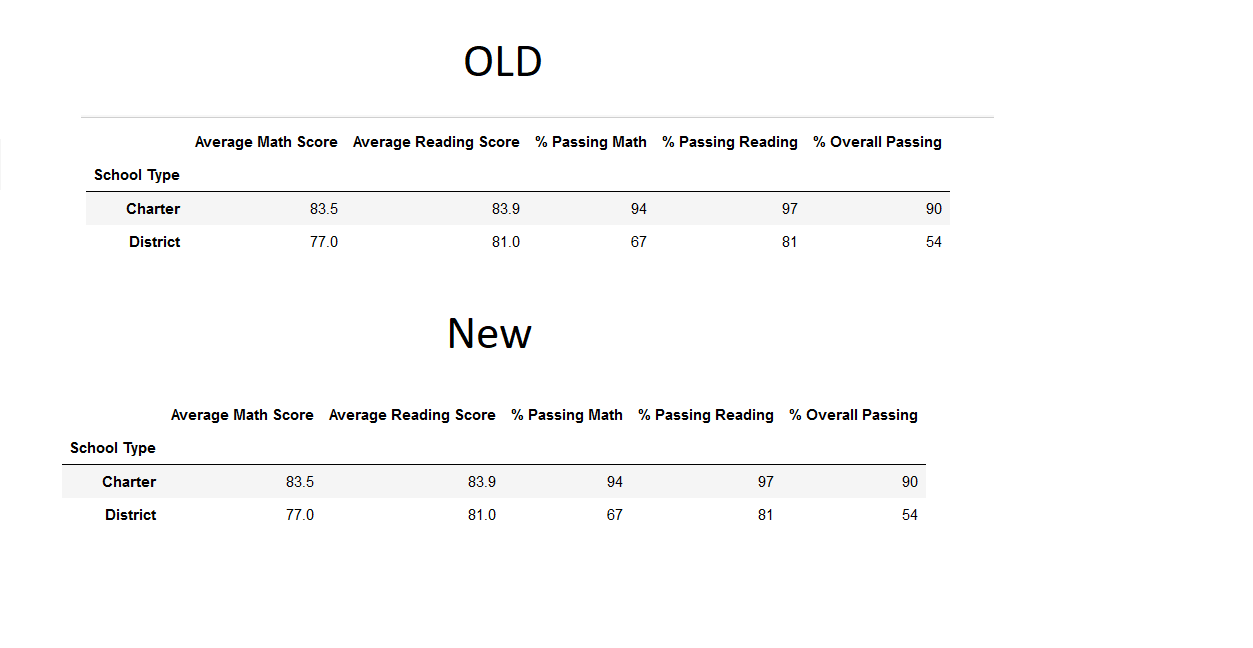 OLD
Average Math Score Average Reading Score % Passing Math % Passing Reading % Overall Passing
School Type
Charter 83.5 83.9 94 97 90
District 77.0 81.0 67 81 54
New
Average Math Score Average Reading Score % Passing Math % Passing Reading % Overall Passing
School Type
Charter 83.5 83.9 94 97 90
District 77.0 81.0 67 81 54